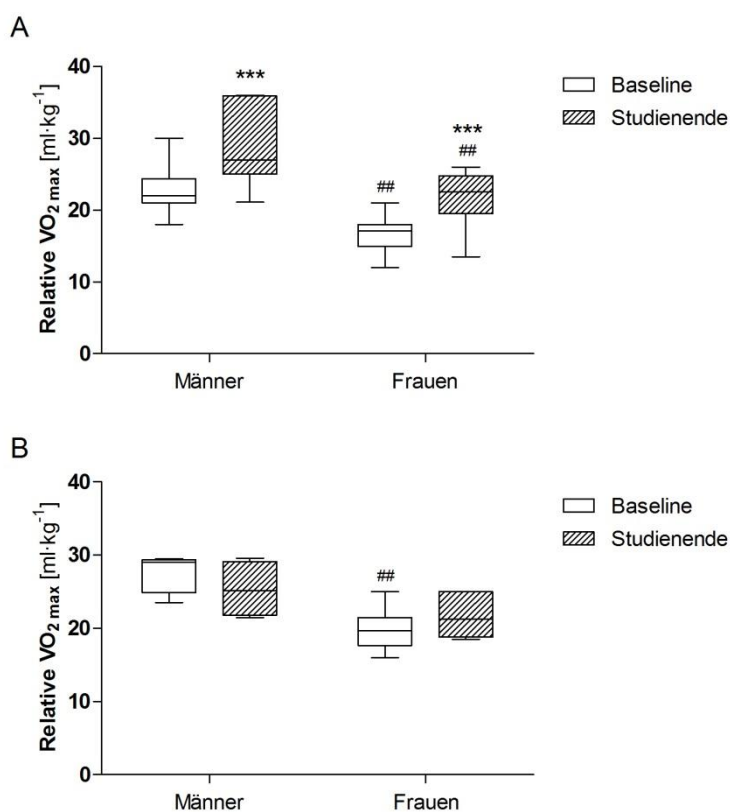 A
Relative VO2 max [ml·kg-1]
40
30
20
10
0
***
##
***
##
Baseline
Studienende
Männer Frauen
B
Relative VO2 max [ml·kg-1]
40
30
20
10
0
##
Baseline
Studienende
Männer Frauen